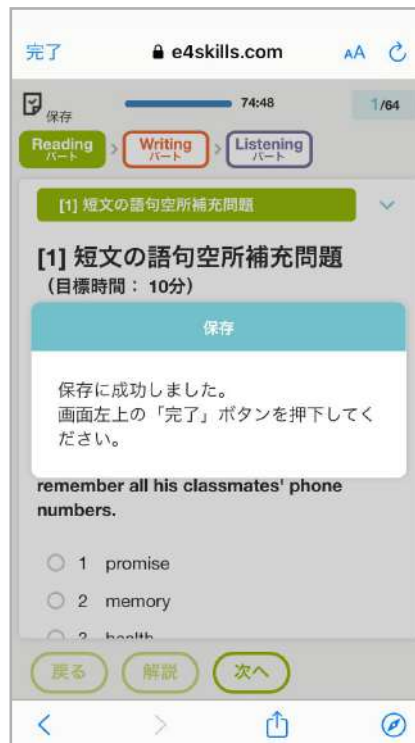 完了 e4skills.com AA
保存 74:48 1/64
Reading パート > Writing パート > Listening パート
[1] 短文の語句空所補充問題
[1] 短文の語句空所補充問題
（目標時間： 10分）
保存
保存に成功しました。
画面左上の「完了」ボタンを押下してく
ださい。
remember all his classmates' phone
numbers.
1 promise
2 memory
3 health
戻る 解説 次へ